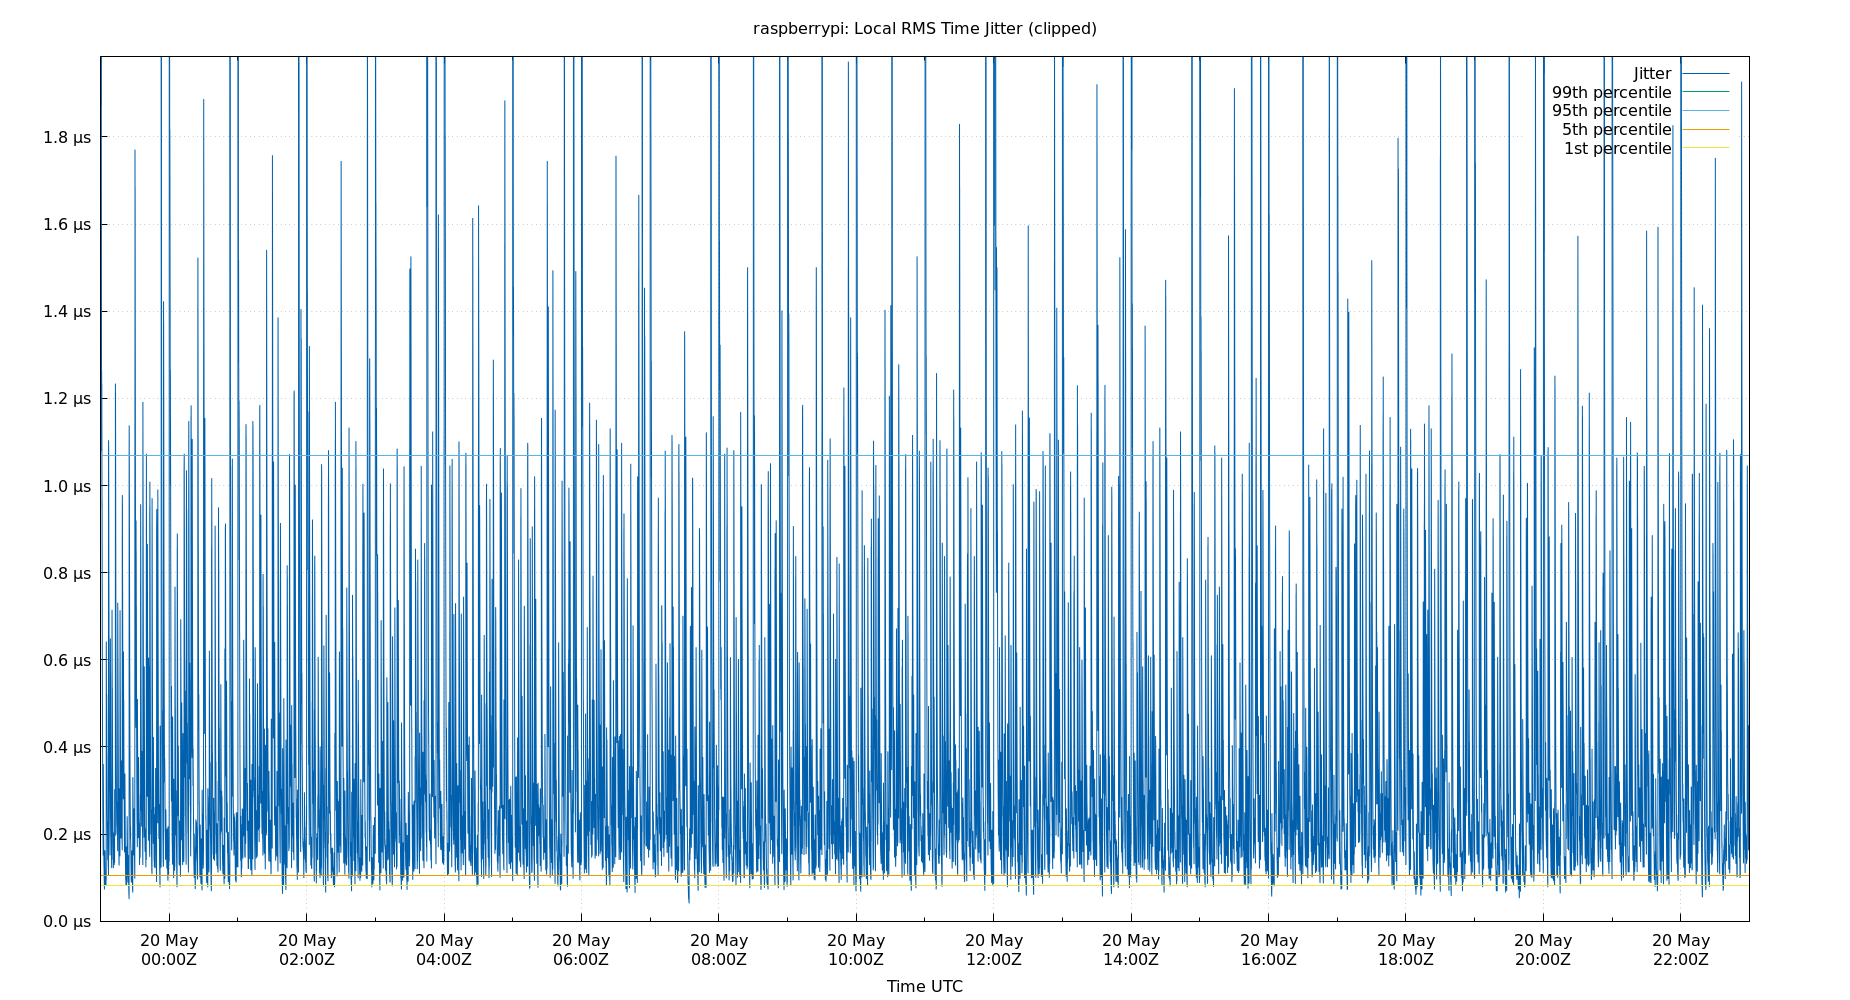 raspberrypi: Local RMS Time Jitter (clipped)
Jitter
99th percentile
95th percentile
5th percentile
1st percentile
1.8 µs
1.6 µs
1.4 µs
1.2 µs
1.0 µs
0.8 µs
0.6 µs
0.4 µs
0.2 µs
0.0 µs
20 May 20 May 20 May 20 May 20 May 20 May 20 May 20 May 20 May 20 May 20 May 20 May
00:00Z 02:00Z 04:00Z 06:00Z 08:00Z 10:00Z 12:00Z 14:00Z 16:00Z 18:00Z 20:00Z 22:00Z
Time UTC